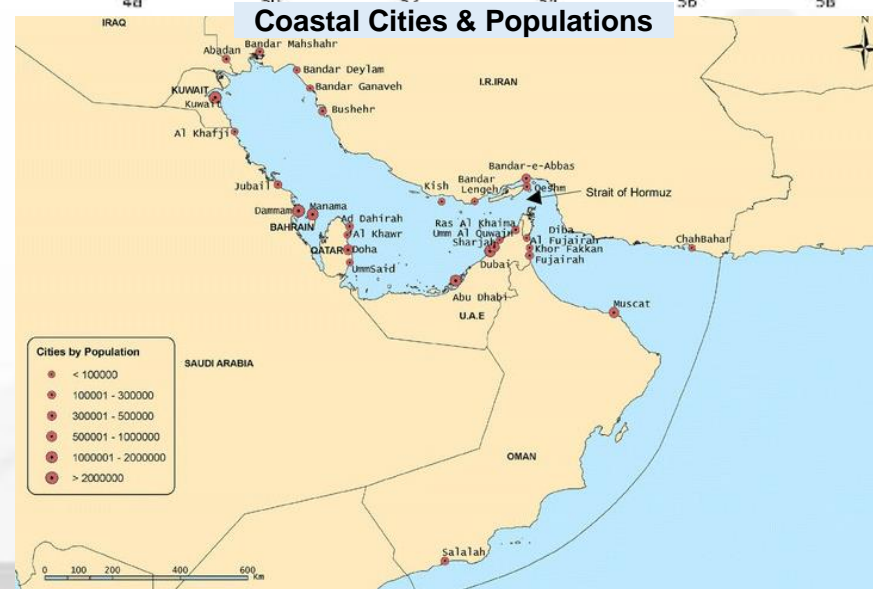 Coastal Cities & Populations
IRAQ
N
Abadan
Bandar Mahshahr
Bandar Deylam
I.R.IRAN
Bandar Ganaveh
KUWAIT
Kuwait
Bushehr
Al Khafji
Bandar-e-Abbas
Jubail
Kish
Bandar
Lengeh
Qeshm
Strait of Hormuz
Dammam
Manama
BAHRAIN
Ad Dahirah
Al Khawr
QATAR
Doha
UmmSaid
Ras Al Khaima
Umm Al Quwain
Sharjah
Dubai
Diba
Al Fujairah
Khor Fakkan
Fujairah
ChahBahar
Abu Dhabi
U.A.E
Muscat
SAUDI ARABIA
OMAN
Salalah
Cities by Population
< 100000
100001 - 300000
300001 - 500000
500001 - 1000000
1000001 - 2000000
> 2000000
0 100 200 400 600
Km